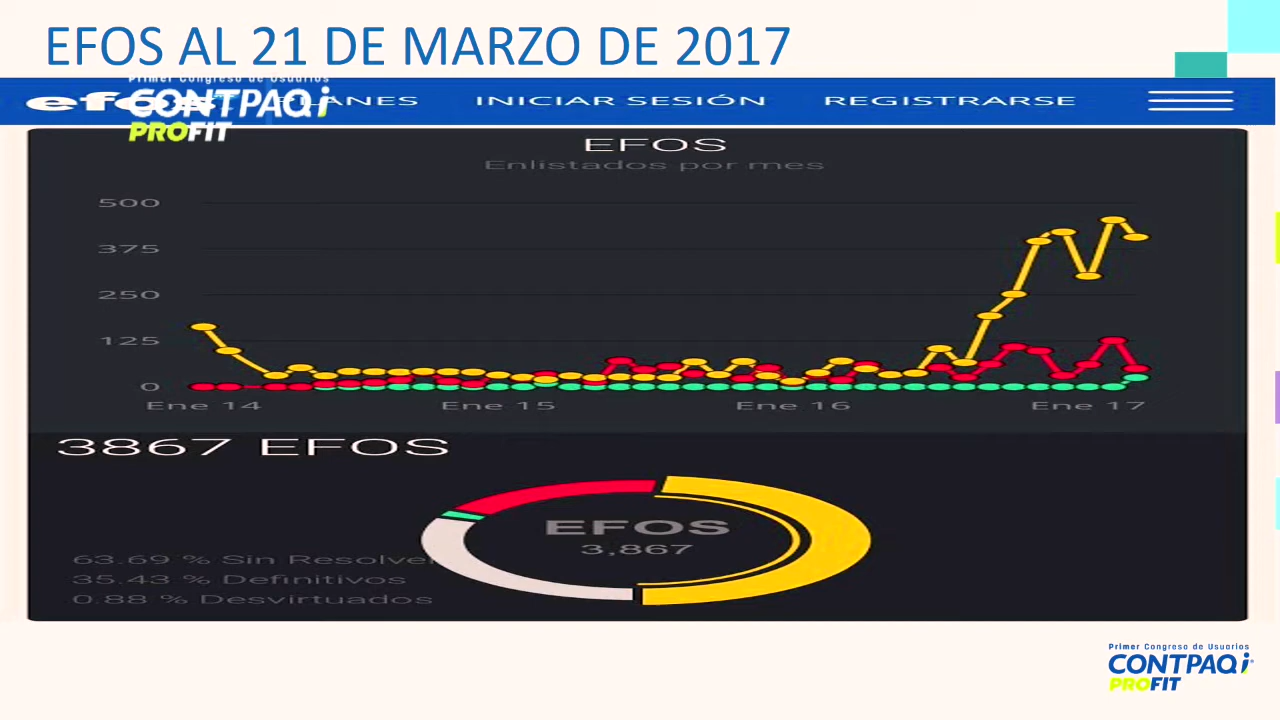 EFOS AL 21 DE MARZO DE 2017
Primer Congreso de Usuarios
CONTPAQi
PROFIT
INICIAR SESIÓN
REGISTRARSE
EFOS
Enlistados por mes
500
375
250
125
0
Ene 14
Ene 15
Ene 16
Ene 17
3867 EFOS
EFOS
3,867
63.69 % Sin Resolver
35.43 % Definitivos
0.88 % Desvirtuados
Primer Congreso de Usuarios
CONTPAQi
PROFIT